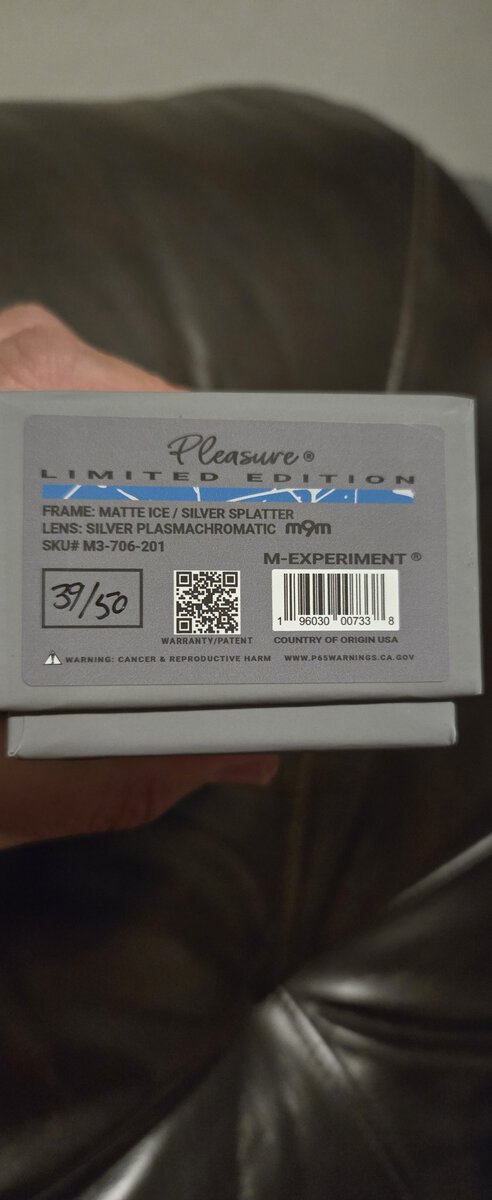 Pleasure®
LIMITED EDITION
FRAME: MATTE ICE / SILVER SPLATTER
LENS: SILVER PLASMACHROMATIC m9m
SKU# M3-706-201
M-EXPERIMENT®
39/50
1 96030 00733 8
WARRANTY/PATENT
COUNTRY OF ORIGIN USA
WARNING: CANCER & REPRODUCTIVE HARM WWW.P65WARNINGS.CA.GOV